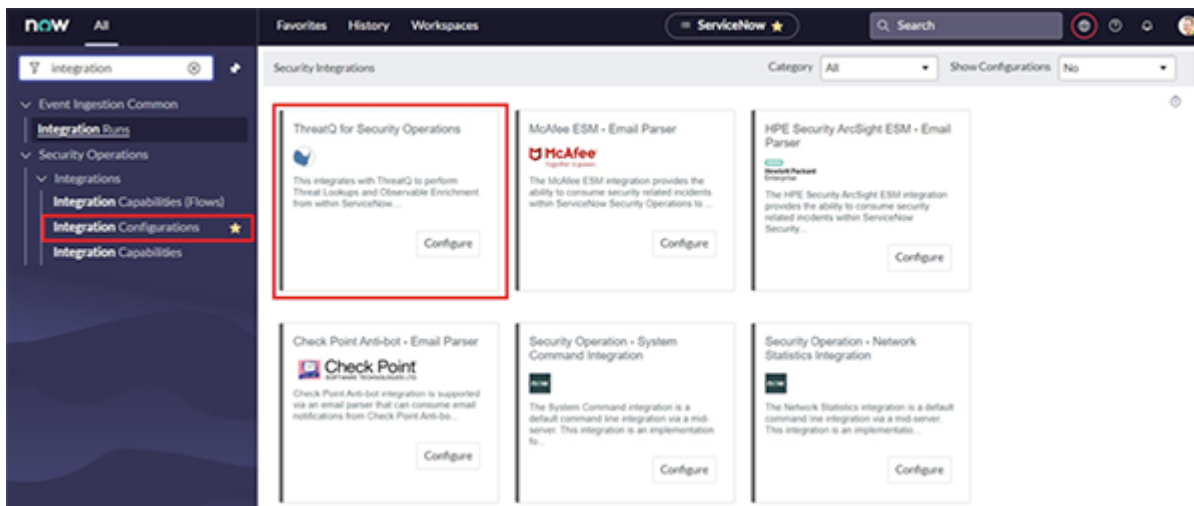 now All Favorites History Workspaces ServiceNow Search
integration
Security Integrations Category All Show Configurations No
Event Ingestion Common
Integration Runs
Security Operations
Integrations
Integration Capabilities (Flows)
Integration Configurations
Integration Capabilities
ThreatQ for Security Operations
This integrates with ThreatQ to perform
Threat Lookups and Observable Enrichment
from within ServiceNow....
Configure
McAfee ESM - Email Parser
McAfee
Together is power.
The McAfee ESM integration provides the
ability to consume security related incidents
within ServiceNow Security Operations to ...
Configure
HPE Security ArcSight ESM - Email
Parser
Hewlett Packard
Enterprise
The HPE Security ArcSight ESM integration
provides the ability to consume security
related incidents within ServiceNow
Security...
Configure
Check Point Anti-bot - Email Parser
Check Point
SOFTWARE TECHNOLOGIES LTD.
Check Point Anti-bot integration is supported
via an email parser that can consume email
notifications from Check Point Anti-bo...
Configure
Security Operation - System
Command Integration
now
The System Command integration is a
default command line integration via a mid-
server. This integration is an implementation
fo...
Configure
Security Operation - Network
Statistics Integration
now
The Network Statistics integration is a default
command line integration via a mid-server.
This integration is an implementatio...
Configure